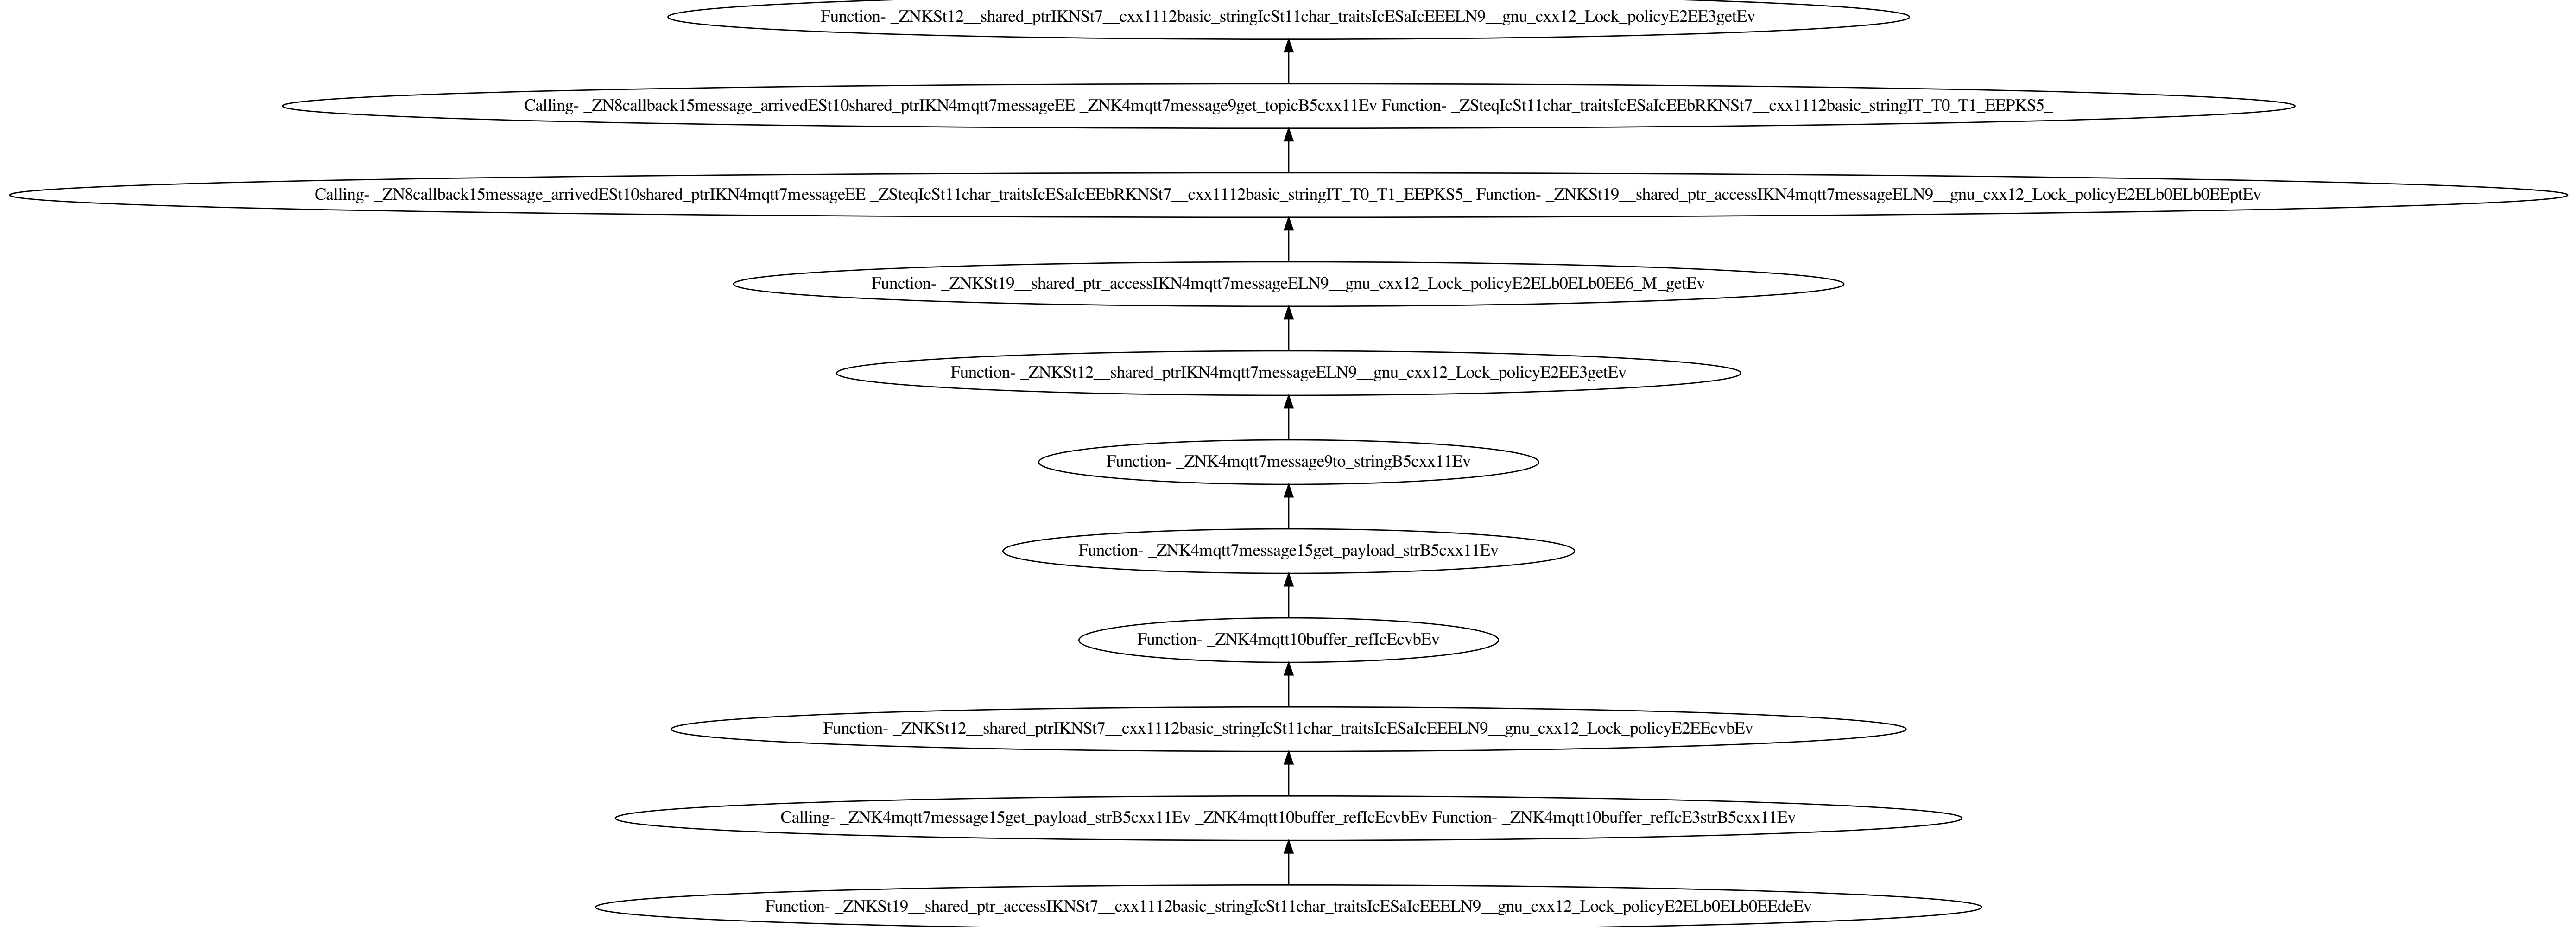 Function- _ZNKSt12__shared_ptrIKNSt7__cxx1112basic_stringIcSt11char_traitsIcESaIcEEELN9__gnu_cxx12_Lock_policyE2EE3getEv
Calling- _ZN8callback15message_arrivedESt10shared_ptrIKN4mqtt7messageEE _ZNK4mqtt7message9get_topicB5cxx11Ev Function- _ZSteqIcSt11char_traitsIcESaIcEEbRKNSt7__cxx1112basic_stringIT_T0_T1_EEPKS5_
Calling- _ZN8callback15message_arrivedESt10shared_ptrIKN4mqtt7messageEE _ZSteqIcSt11char_traitsIcESaIcEEbRKNSt7__cxx1112basic_stringIT_T0_T1_EEPKS5_ Function- _ZNKSt19__shared_ptr_accessIKN4mqtt7messageELN9__gnu_cxx12_Lock_policyE2ELb0ELb0EEptEv
Function- _ZNKSt19__shared_ptr_accessIKN4mqtt7messageELN9__gnu_cxx12_Lock_policyE2ELb0ELb0EE6_M_getEv
Function- _ZNKSt12__shared_ptrIKN4mqtt7messageELN9__gnu_cxx12_Lock_policyE2EE3getEv
Function- _ZNK4mqtt7message9to_stringB5cxx11Ev
Function- _ZNK4mqtt7message15get_payload_strB5cxx11Ev
Function- _ZNK4mqtt10buffer_refIcEcvbEv
Function- _ZNKSt12__shared_ptrIKNSt7__cxx1112basic_stringIcSt11char_traitsIcESaIcEEELN9__gnu_cxx12_Lock_policyE2EEcvbEv
Calling- _ZNK4mqtt7message15get_payload_strB5cxx11Ev _ZNK4mqtt10buffer_refIcEcvbEv Function- _ZNK4mqtt10buffer_refIcE3strB5cxx11Ev
Function- _ZNKSt19__shared_ptr_accessIKNSt7__cxx1112basic_stringIcSt11char_traitsIcESaIcEEELN9__gnu_cxx12_Lock_policyE2ELb0ELb0EEdeEv